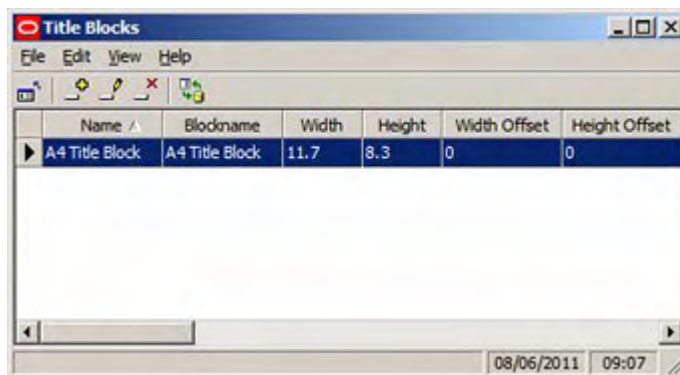 Title Blocks
File Edit View Help
Name Blockname Width Height Width Offset Height Offset
A4 Title Block A4 Title Block 11.7 8.3 0 0
08/06/2011 09:07